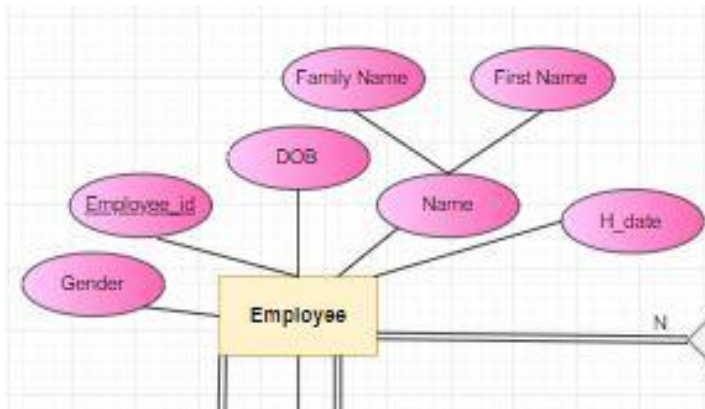 Family Name
First Name
DOB
Employee_id
Name
H_date
Gender
Employee
N